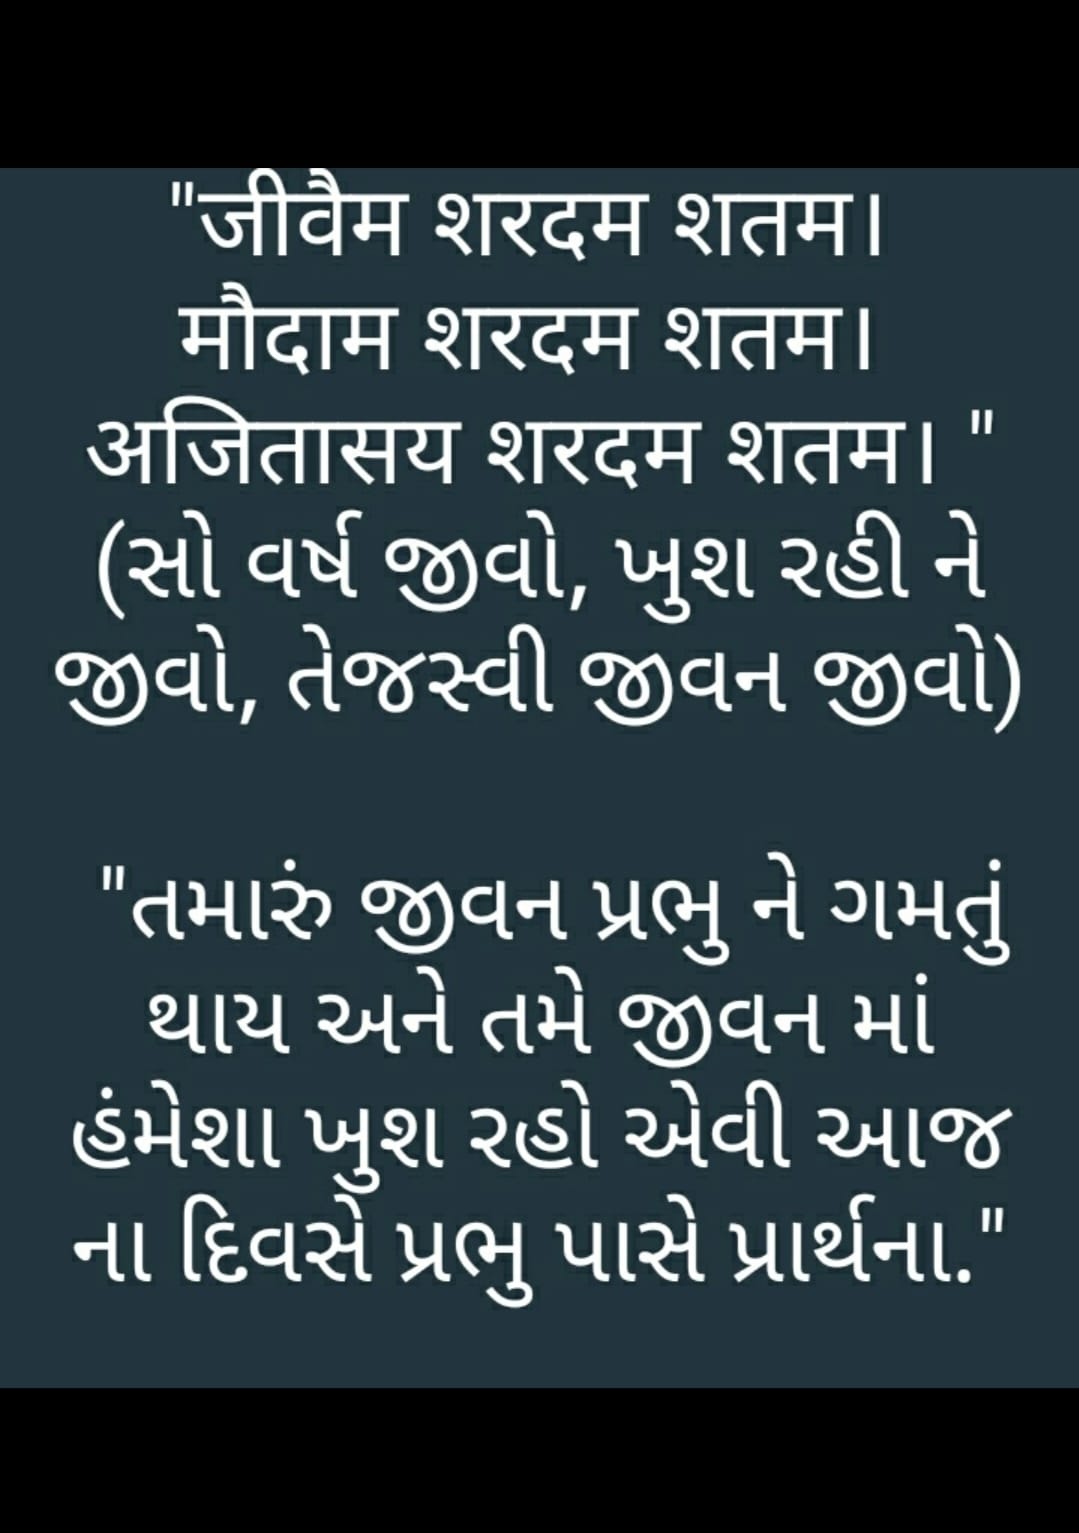 "जीवैम शरदम शतम।
मौदाम शरदम शतम।
अजितासय शरदम शतम। "
(સો વર્ષ જીવો, ખુશ રહી ને
જીવો, તેજસ્વી જીવન જીવો)
"તમારું જીવન પ્રભુ ને ગમતું
થાય અને તમે જીવન માં
હંમેશા ખુશ રહો એવી આજ
ના દિવસે પ્રભુ પાસે પ્રાર્થના."